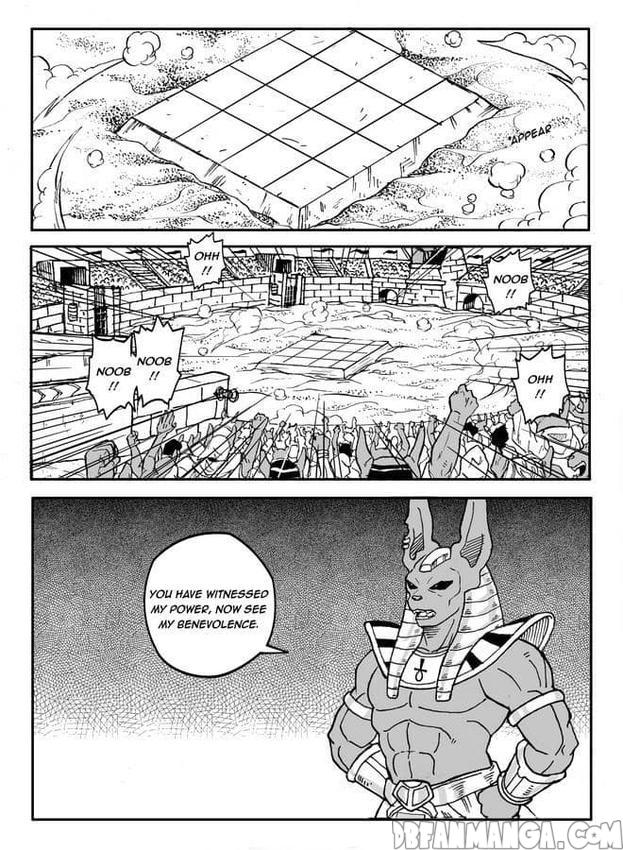 *APPEAR
OHH
!!
NOOB
!!
NOOB
!!
NOOB
!!
OHH
!!
YOU HAVE WITNESSED
MY POWER, NOW SEE
MY BENEVOLENCE.
DBFANMANGA.COM